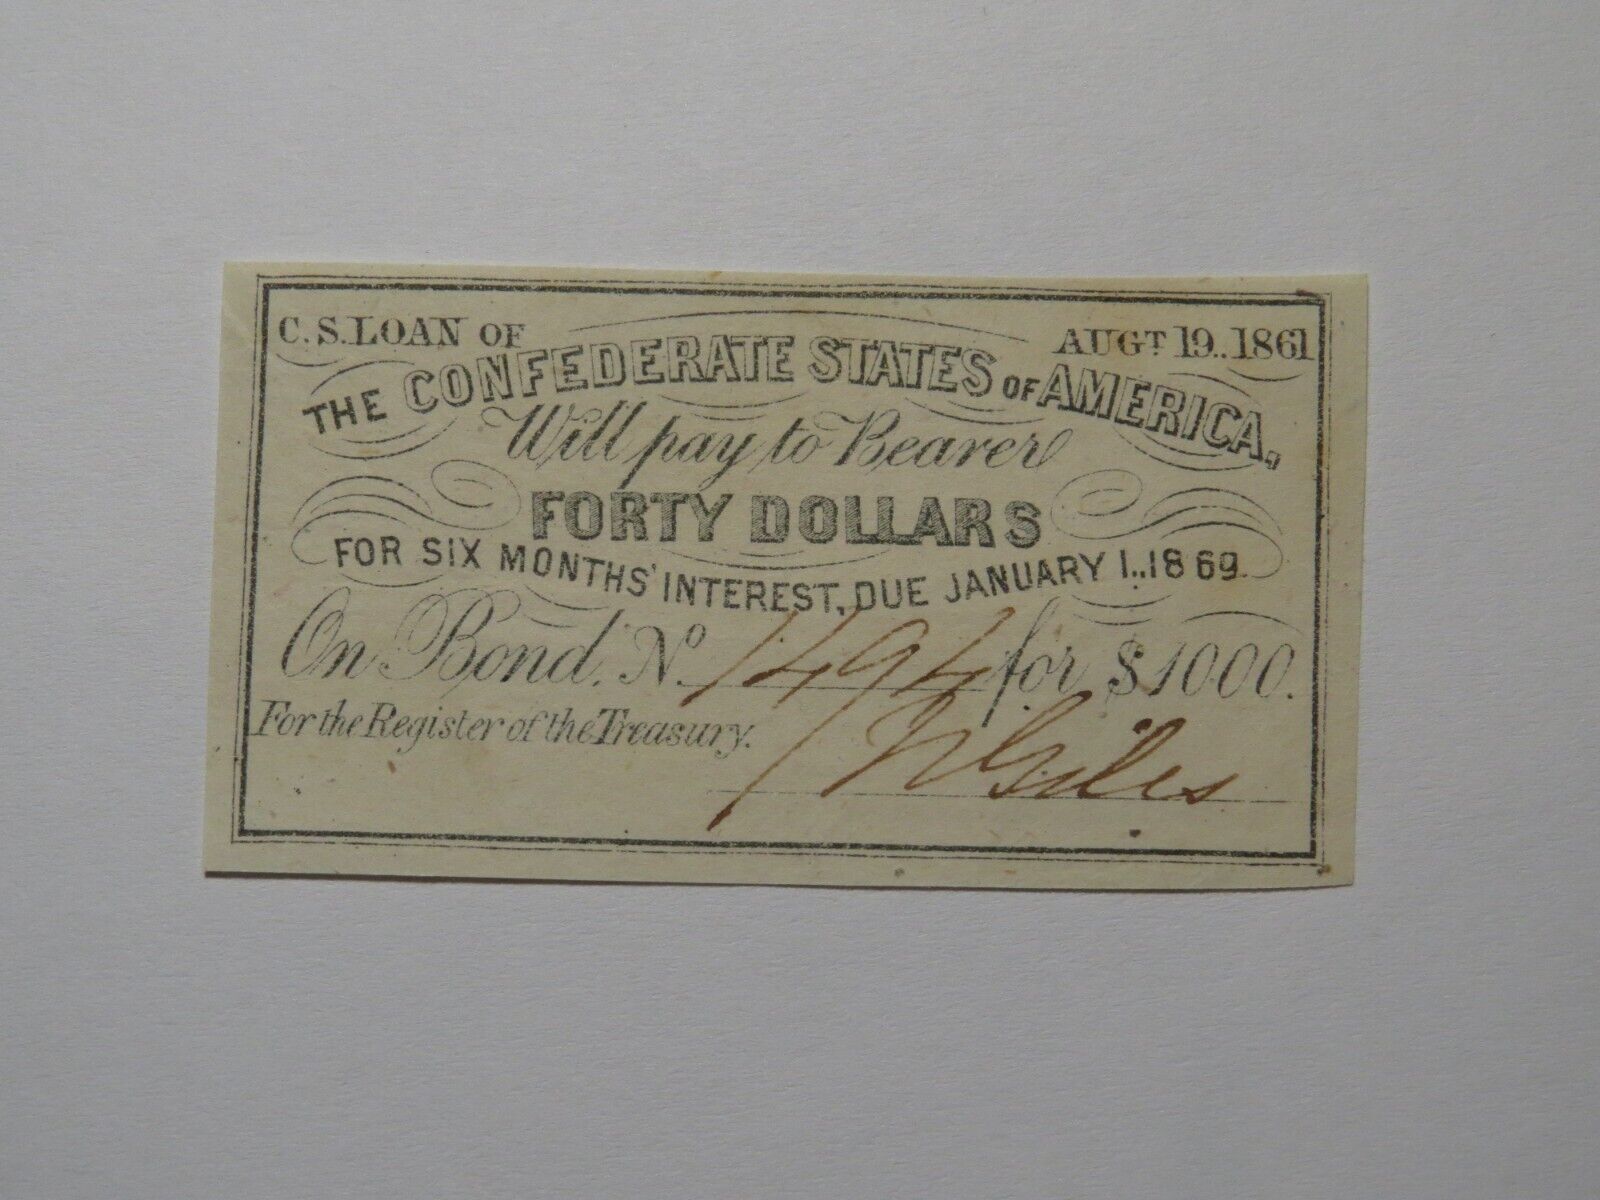 C.S. LOAN OF AUGT 19..1861
THE CONFEDERATE STATES OF AMERICA,
Will pay to Bearer
FORTY DOLLARS
FOR SIX MONTHS' INTEREST, DUE JANUARY 1..1869.
On Bond. No. 1494 for $1000.
For the Register of the Treasury.
Giles